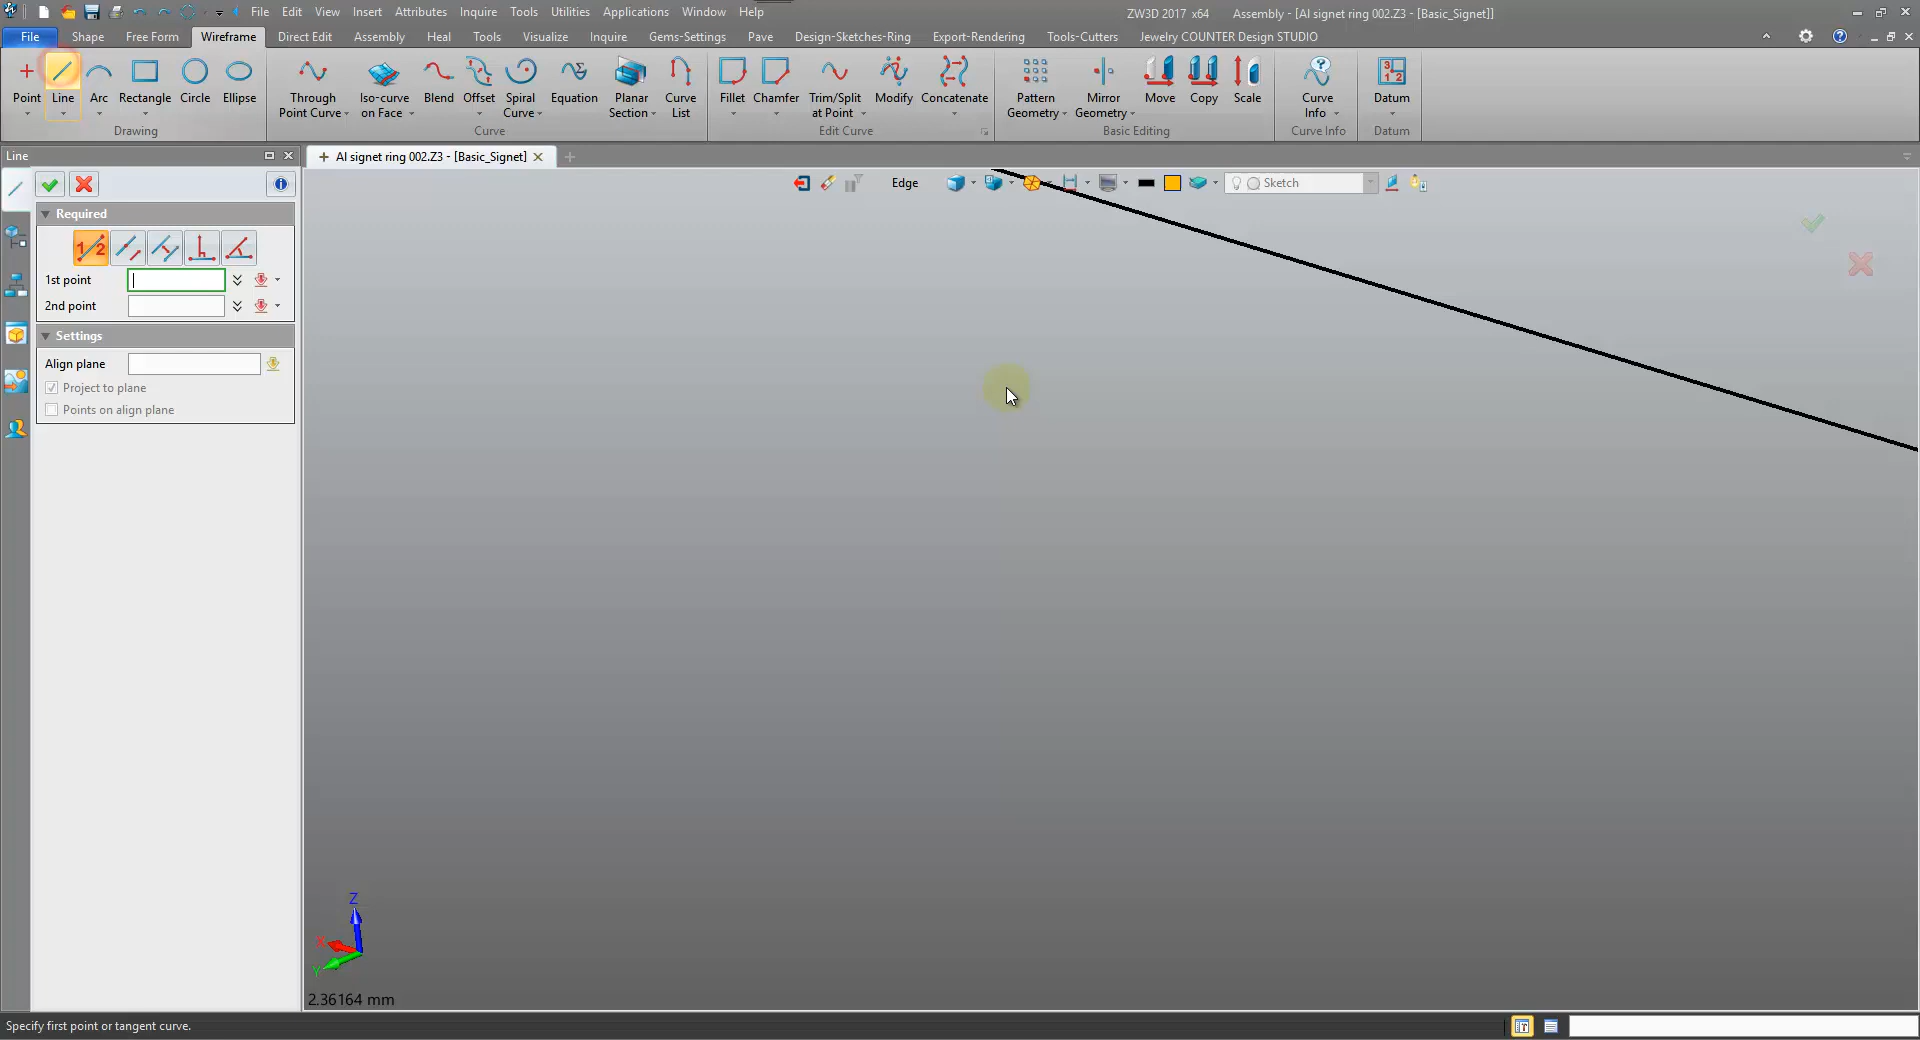 File Edit View Insert Attributes Inquire Tools Utilities Applications Window Help ZW3D 2017 x64 Assembly - [AI signet ring 002.Z3 - [Basic_Signet]]
File Shape Free Form Wireframe Direct Edit Assembly Heal Tools Visualize Inquire Gems-Settings Pave Design-Sketches-Ring Export-Rendering Tools-Cutters Jewelry COUNTER Design STUDIO
Point Line Arc Rectangle Circle Ellipse Through Point Curve Iso-curve on Face Blend Offset Spiral Curve Equation Planar Section Curve List Fillet Chamfer Trim/Split at Point Modify Concatenate Pattern Geometry Mirror Geometry Move Copy Scale Curve Info Datum
Drawing Curve Edit Curve Basic Editing Curve Info Datum
Line
AI signet ring 002.Z3 - [Basic_Signet]
Edge
Sketch
Required
1st point
2nd point
Settings
Align plane
Project to plane
Points on align plane
Z
X
Y
2.36164 mm
Specify first point or tangent curve.